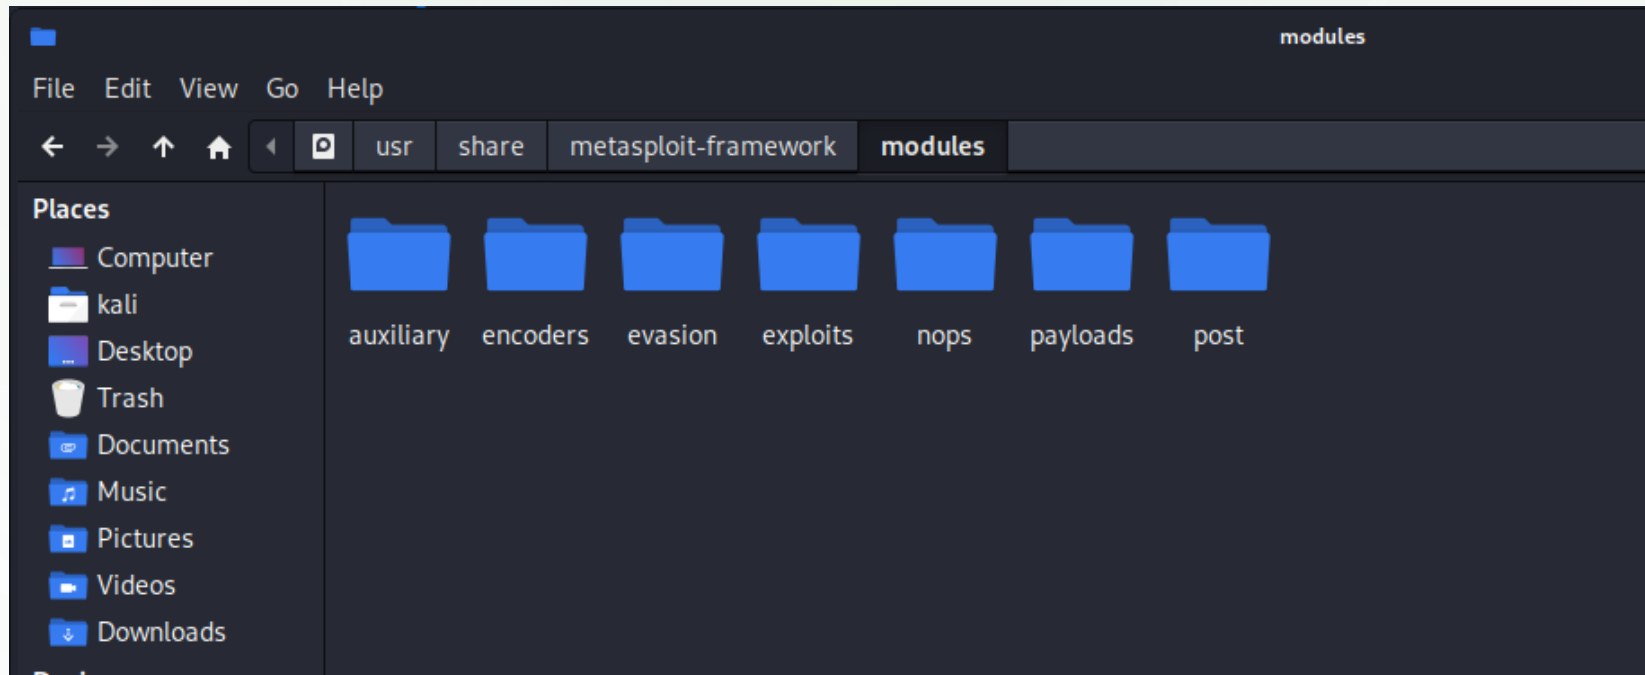 modules
File Edit View Go Help
usr share metasploit-framework modules
Places
Computer
kali
Desktop
Trash
Documents
Music
Pictures
Videos
Downloads
auxiliary encoders evasion exploits nops payloads post